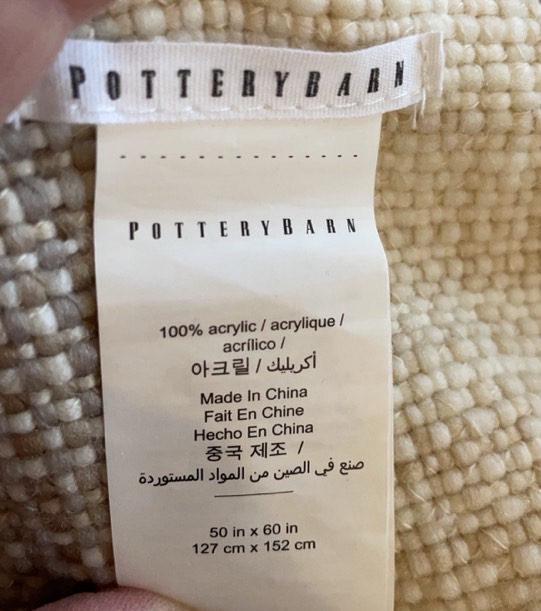 POTTERYBARN
POTTERYBARN
100% acrylic / acrylique /
acrílico /
아크릴 / أكريليك
Made In China
Fait En Chine
Hecho En China
중국 제조 /
صنع في الصين من المواد المستوردة
50 in x 60 in
127 cm x 152 cm